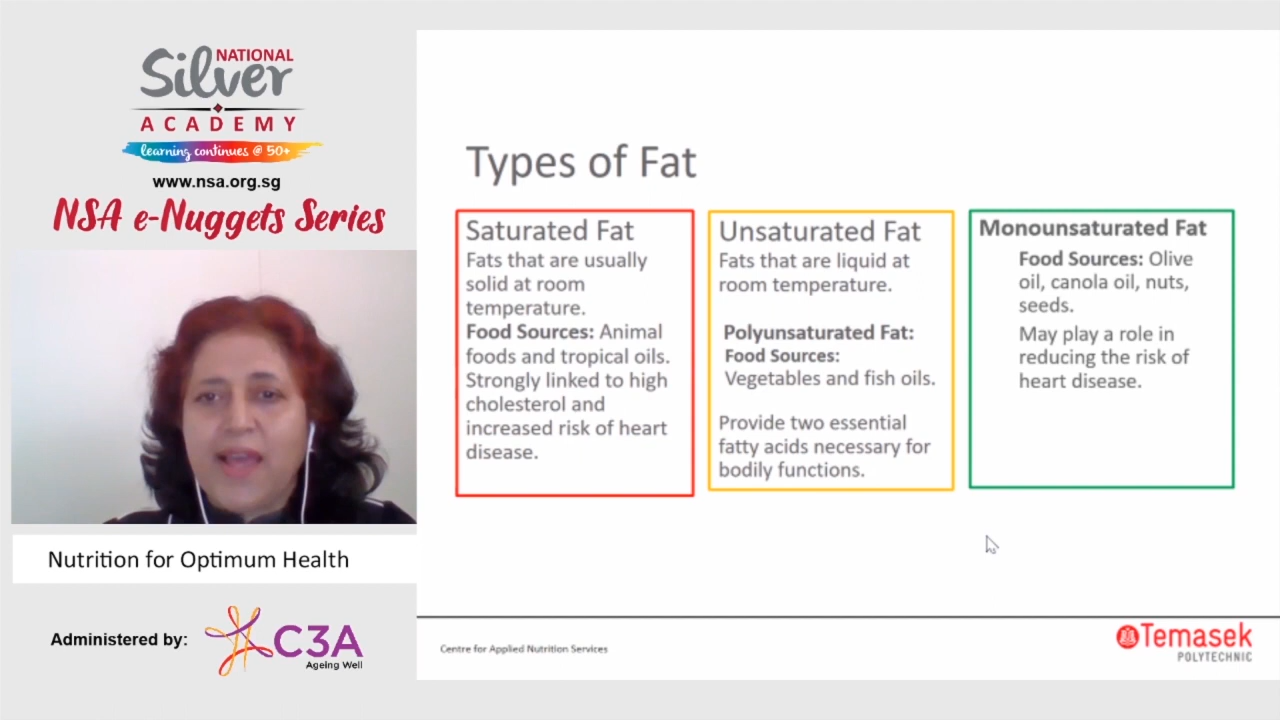 NATIONAL
Silver
ACADEMY
learning continues @ 50+
www.nsa.org.sg
NSA e-Nuggets Series
Nutrition for Optimum Health
Administered by:
C3A
Ageing Well
Types of Fat
Saturated Fat
Fats that are usually
solid at room
temperature.
Food Sources: Animal
foods and tropical oils.
Strongly linked to high
cholesterol and
increased risk of heart
disease.
Unsaturated Fat
Fats that are liquid at
room temperature.
Polyunsaturated Fat:
Food Sources:
Vegetables and fish oils.
Provide two essential
fatty acids necessary for
bodily functions.
Monounsaturated Fat
Food Sources: Olive
oil, canola oil, nuts,
seeds.
May play a role in
reducing the risk of
heart disease.
Centre for Applied Nutrition Services
Temasek
POLYTECHNIC